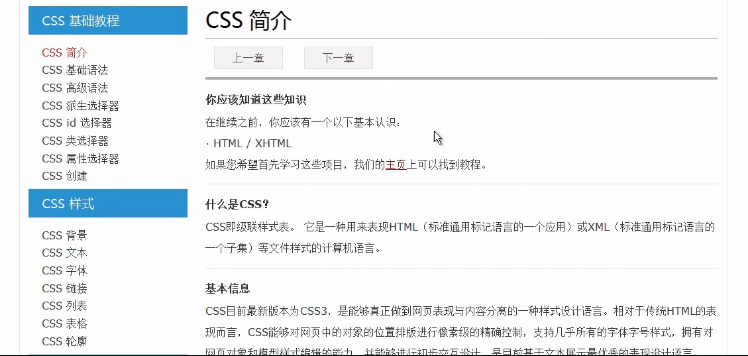 CSS 基础教程
CSS 简介
CSS 基础语法
CSS 高级语法
CSS 派生选择器
CSS id 选择器
CSS 类选择器
CSS 属性选择器
CSS 创建
CSS 样式
CSS 背景
CSS 文本
CSS 字体
CSS 链接
CSS 列表
CSS 表格
CSS 轮廓
CSS 简介
上一章 下一章
你应该知道这些知识
在继续之前，你应该有一个以下基本认识：
· HTML / XHTML
如果您希望首先学习这些项目，我们的主页上可以找到教程。
什么是CSS?
CSS即级联样式表。 它是一种用来表现HTML（标准通用标记语言的一个应用）或XML（标准通用标记语言的
一个子集）等文件样式的计算机语言。
基本信息
CSS目前最新版本为CSS3，是能够真正做到网页表现与内容分离的一种样式设计语言。相对于传统HTML的表
现而言，CSS能够对网页中的对象的位置排版进行像素级的精确控制，支持几乎所有的字体字号样式，拥有对
网页对象和模型样式编辑的能力，并能够进行初步交互设计，是目前基于文本展示最优秀的表现设计语言。